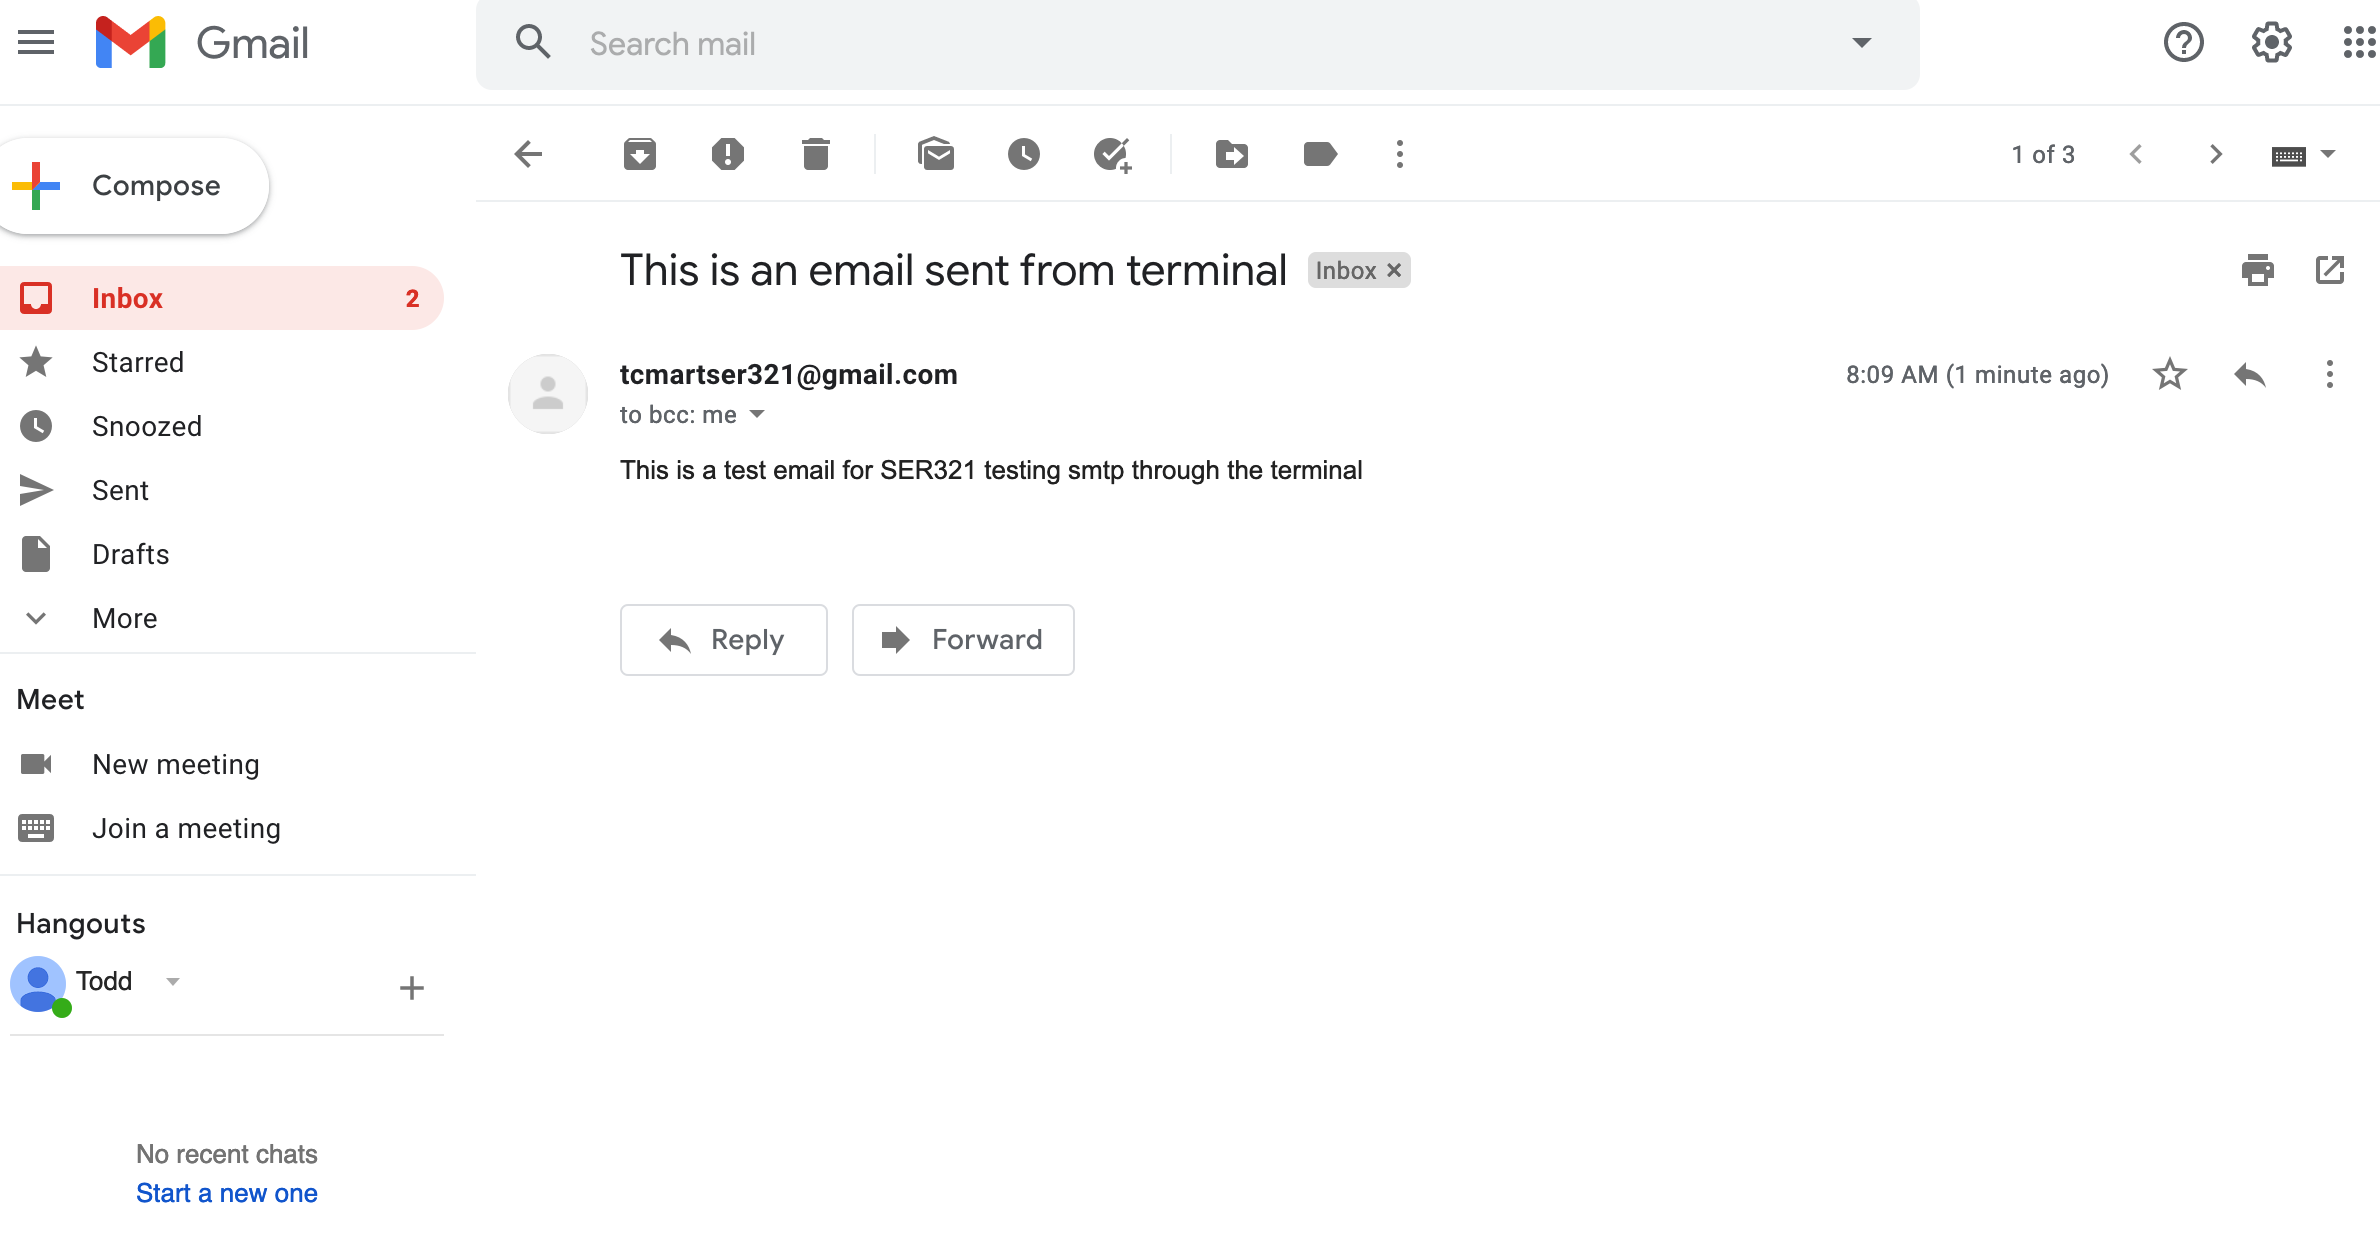 Gmail
Search mail
Compose
1 of 3
Inbox 2
Starred
Snoozed
Sent
Drafts
More
This is an email sent from terminal Inbox ×
tcmartser321@gmail.com 8:09 AM (1 minute ago)
to bcc: me
This is a test email for SER321 testing smtp through the terminal
Reply Forward
Meet
New meeting
Join a meeting
Hangouts
Todd
No recent chats
Start a new one